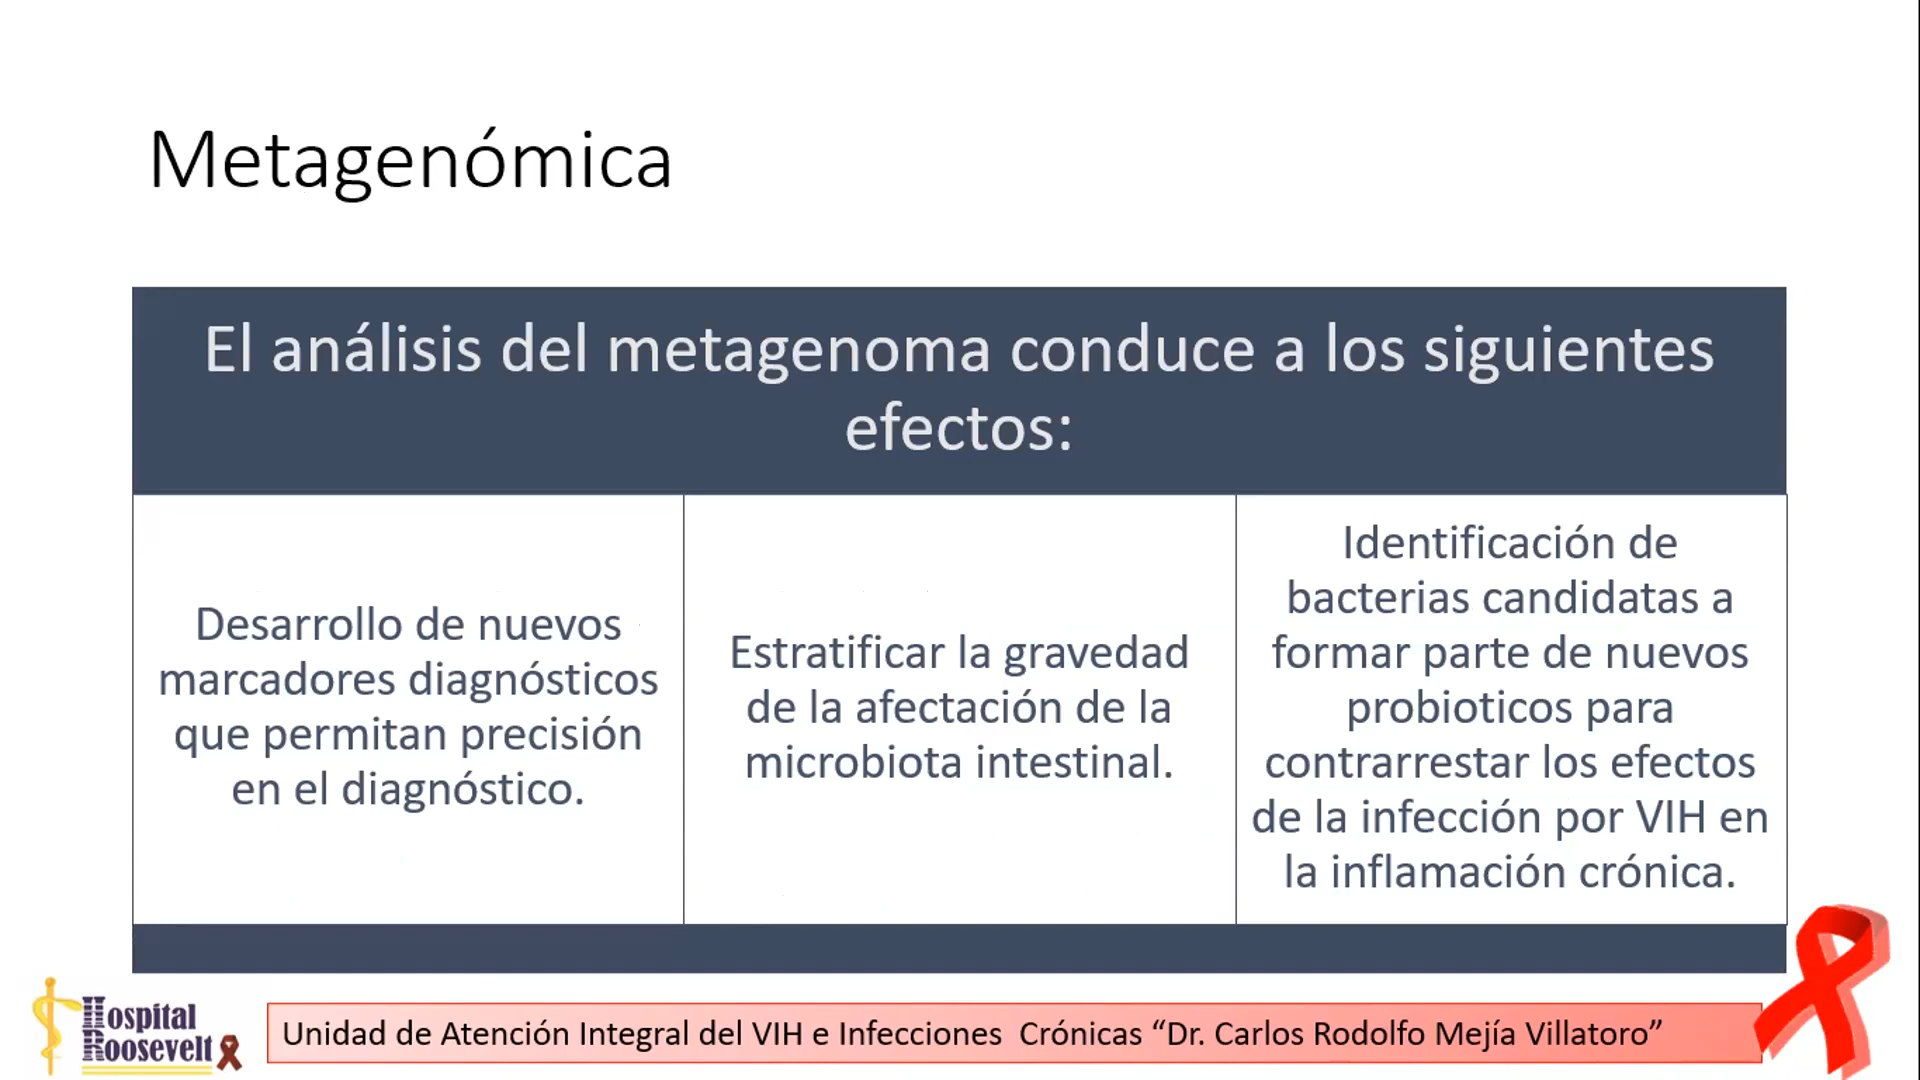 Metagenómica
El análisis del metagenoma conduce a los siguientes
efectos:
Desarrollo de nuevos
marcadores diagnósticos
que permitan precisión
en el diagnóstico.
Estratificar la gravedad
de la afectación de la
microbiota intestinal.
Identificación de
bacterias candidatas a
formar parte de nuevos
probioticos para
contrarrestar los efectos
de la infección por VIH en
la inflamación crónica.
Hospital
Roosevelt
Unidad de Atención Integral del VIH e Infecciones  Crónicas “Dr. Carlos Rodolfo Mejía Villatoro”